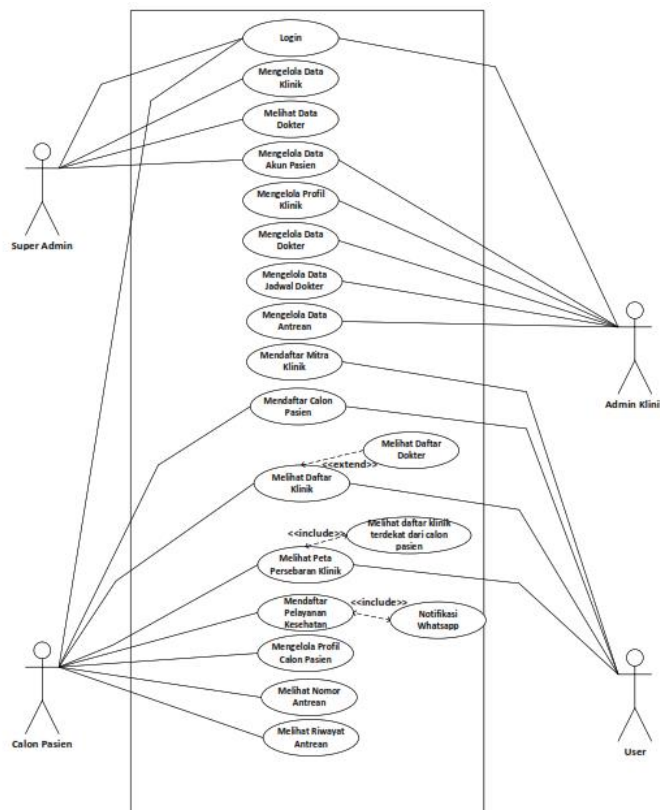 Login
Mengelola Data
Klinik
Melihat Data
Dokter
Mengelola Data
Akun Pasien
Mengelola Profil
Klinik
Super Admin
Mengelola Data
Dokter
Mengelola Data
Jadwal Dokter
Mengelola Data
Antrean
Mendaftar Mitra
Klinik
Admin Klinik
Mendaftar Calon
Pasien
Melihat Daftar
Dokter
<<extend>>
Melihat Daftar
Klinik
<<include>>
Melihat daftar klinik
terdekat dari calon
pasien
Melihat Peta
Persebaran Klinik
<<include>>
Mendaftar
Pelayanan
Kesehatan
Notifikasi
Whatsapp
Mengelola Profil
Calon Pasien
Melihat Nomor
Antrean
Calon Pasien
User
Melihat Riwayat
Antrean